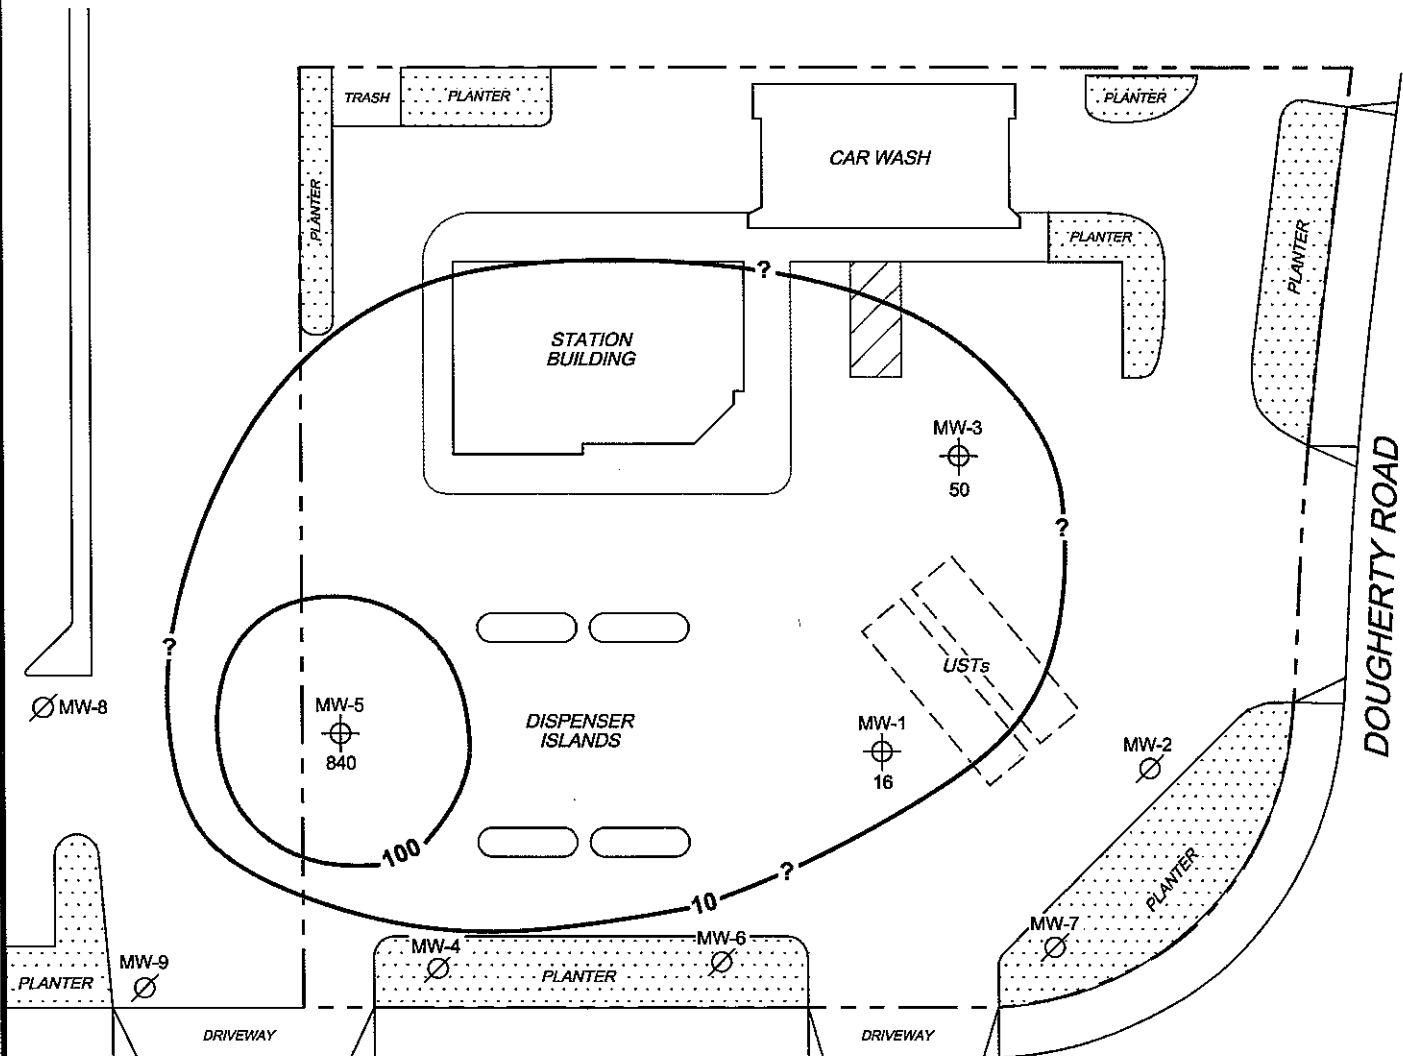 TRASH
PLANTER
PLANTER
CAR WASH
PLANTER
PLANTER
PLANTER
?
STATION
BUILDING
MW-3
50
?
DOUGHERTY ROAD
?
USTs
MW-8
MW-5
840
DISPENSER
ISLANDS
MW-1
16
MW-2
100
?
10
PLANTER
MW-7
MW-4
MW-6
PLANTER
MW-9
PLANTER
DRIVEWAY
DRIVEWAY